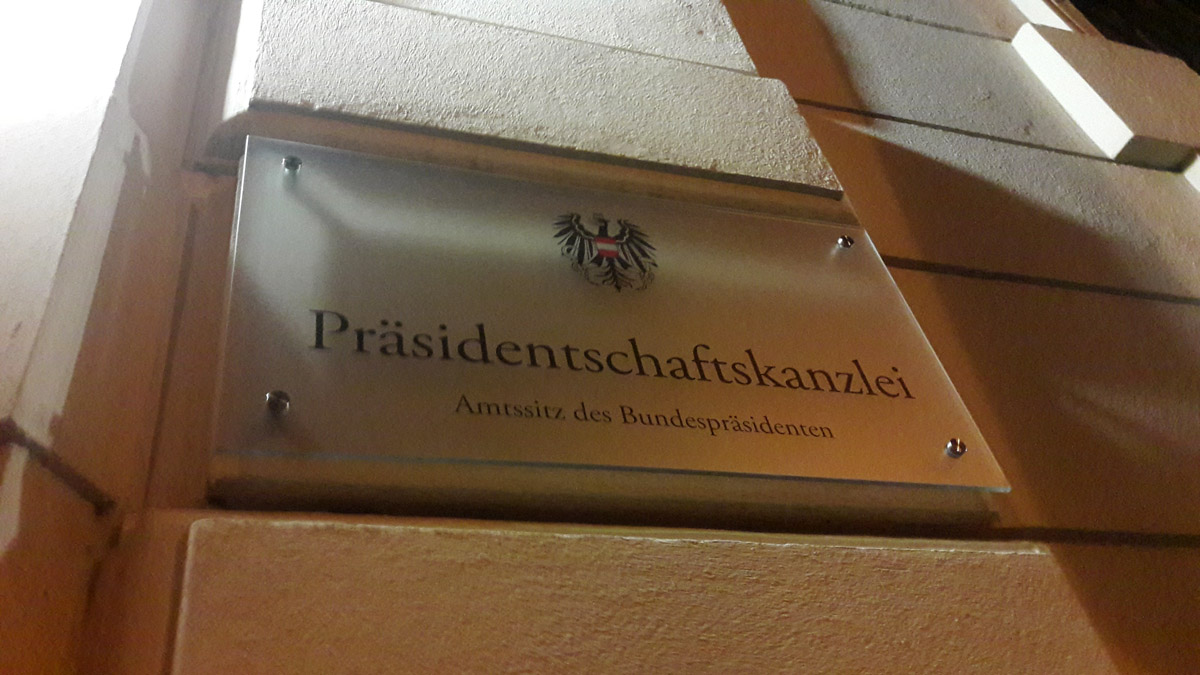 Präsidentschaftskanzlei
Amtssitz des Bundespräsidenten